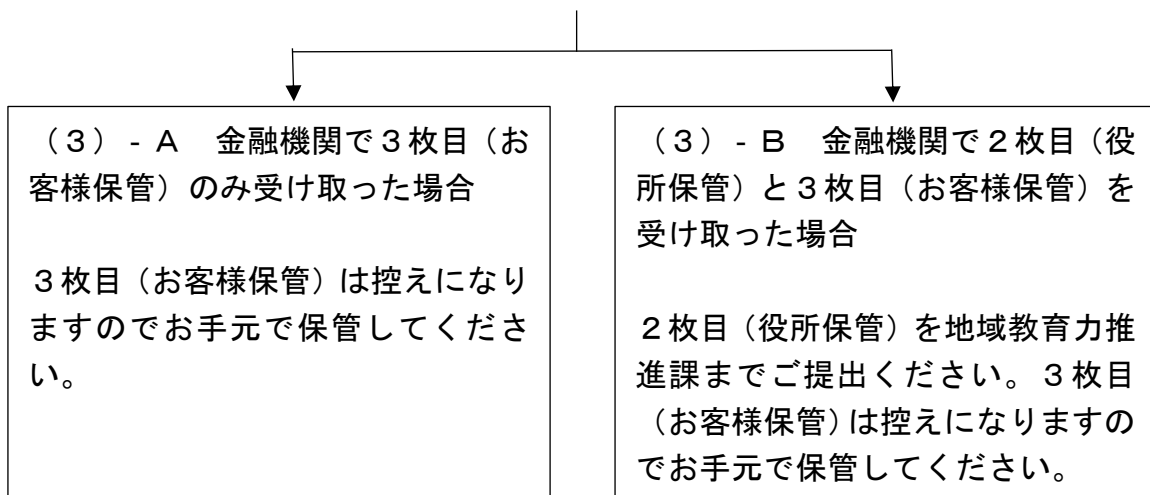 （３）‐Ａ　金融機関で３枚目（お
客様保管）のみ受け取った場合
３枚目（お客様保管）は控えになり
ますのでお手元で保管してくださ
い。
（３）‐Ｂ　金融機関で２枚目（役
所保管）と３枚目（お客様保管）を
受け取った場合
２枚目（役所保管）を地域教育力推
進課までご提出ください。３枚目
（お客様保管）は控えになりますの
でお手元で保管してください。